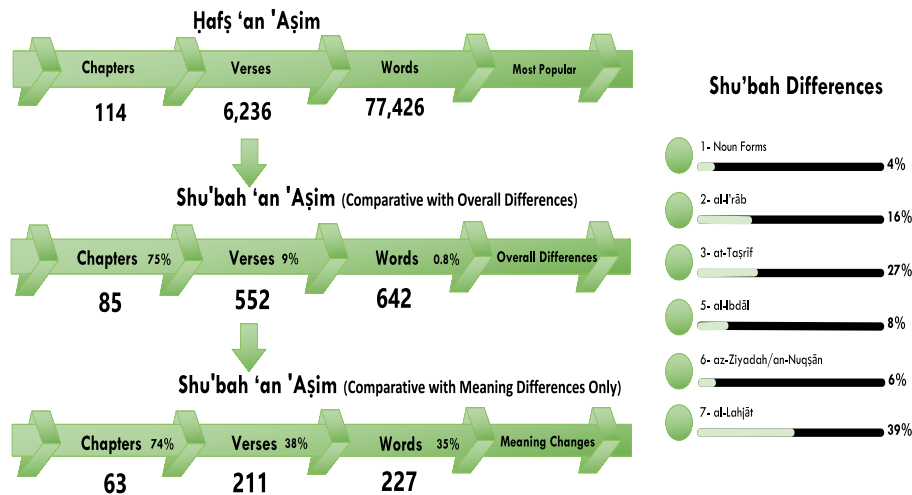 Ḥafṣ ‘an 'Aṣim
Chapters Verses Words Most Popular
114 6,236 77,426
Shu'bah ‘an 'Aṣim (Comparative with Overall Differences)
Chapters 75% Verses 9% Words 0.8% Overall Differences
85 552 642
Shu'bah ‘an 'Aṣim (Comparative with Meaning Differences Only)
Chapters 74% Verses 38% Words 35% Meaning Changes
63 211 227
Shu’bah Differences
1- Noun Forms
4%
2- al-I’rāb
16%
3- at-Taṣrīf
27%
5- al-Ibdāl
8%
6- az-Ziyadah/an-Nuqṣān
6%
7- al-Lahjāt
39%